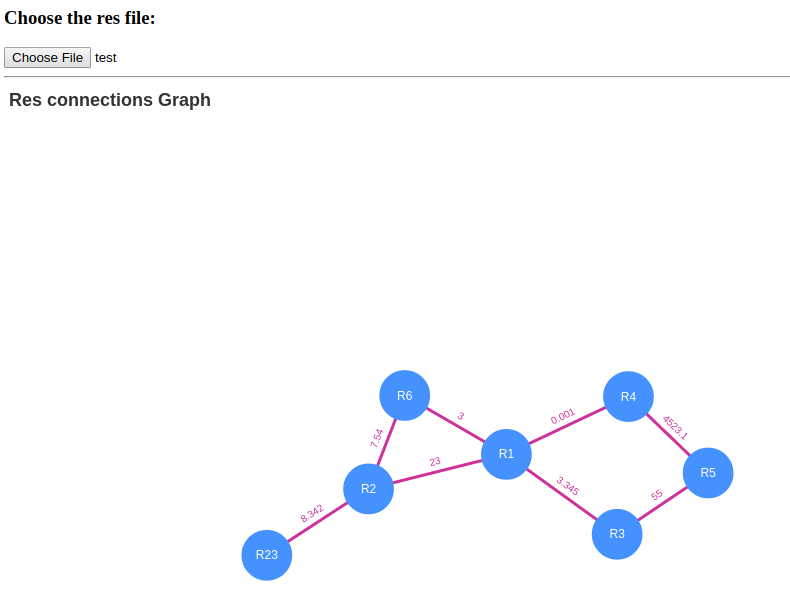 Choose the res file:
Choose File test
Res connections Graph
R6
R4
3
0.001
4523.1
7.54
R1
23
R5
R2
3.345
55
8.342
R3
R23